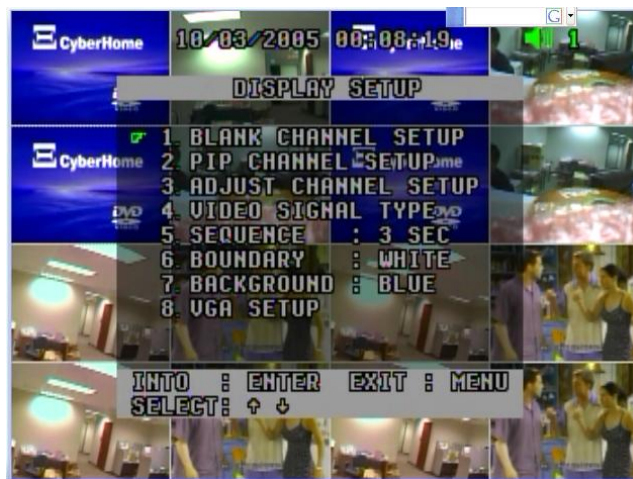 CyberHome
10/03/2005 00:08:19
1
DISPLAY SETUP
1. BLANK CHANNEL SETUP
CyberHome
2. PIP CHANNEL SETUP
3. ADJUST CHANNEL SETUP
4. VIDEO SIGNAL TYPE
5. SEQUENCE : 3 SEC
6. BOUNDARY : WHITE
7. BACKGROUND : BLUE
8. VGA SETUP
INTO : ENTER EXIT : MENU
SELECT: ↑ ↓